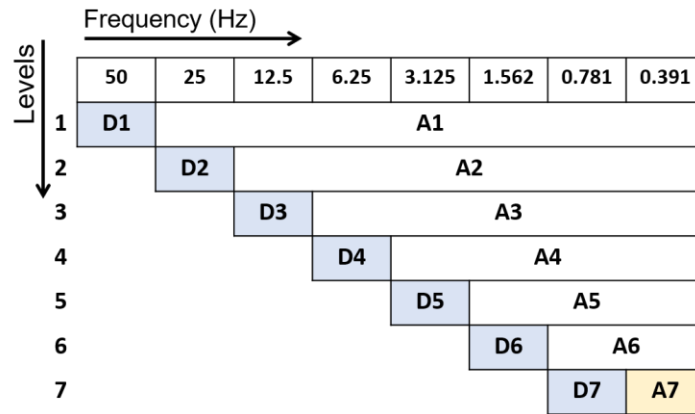 Frequency (Hz)
Levels
50 25 12.5 6.25 3.125 1.562 0.781 0.391
1 D1 A1
2 D2 A2
3 D3 A3
4 D4 A4
5 D5 A5
6 D6 A6
7 D7 A7